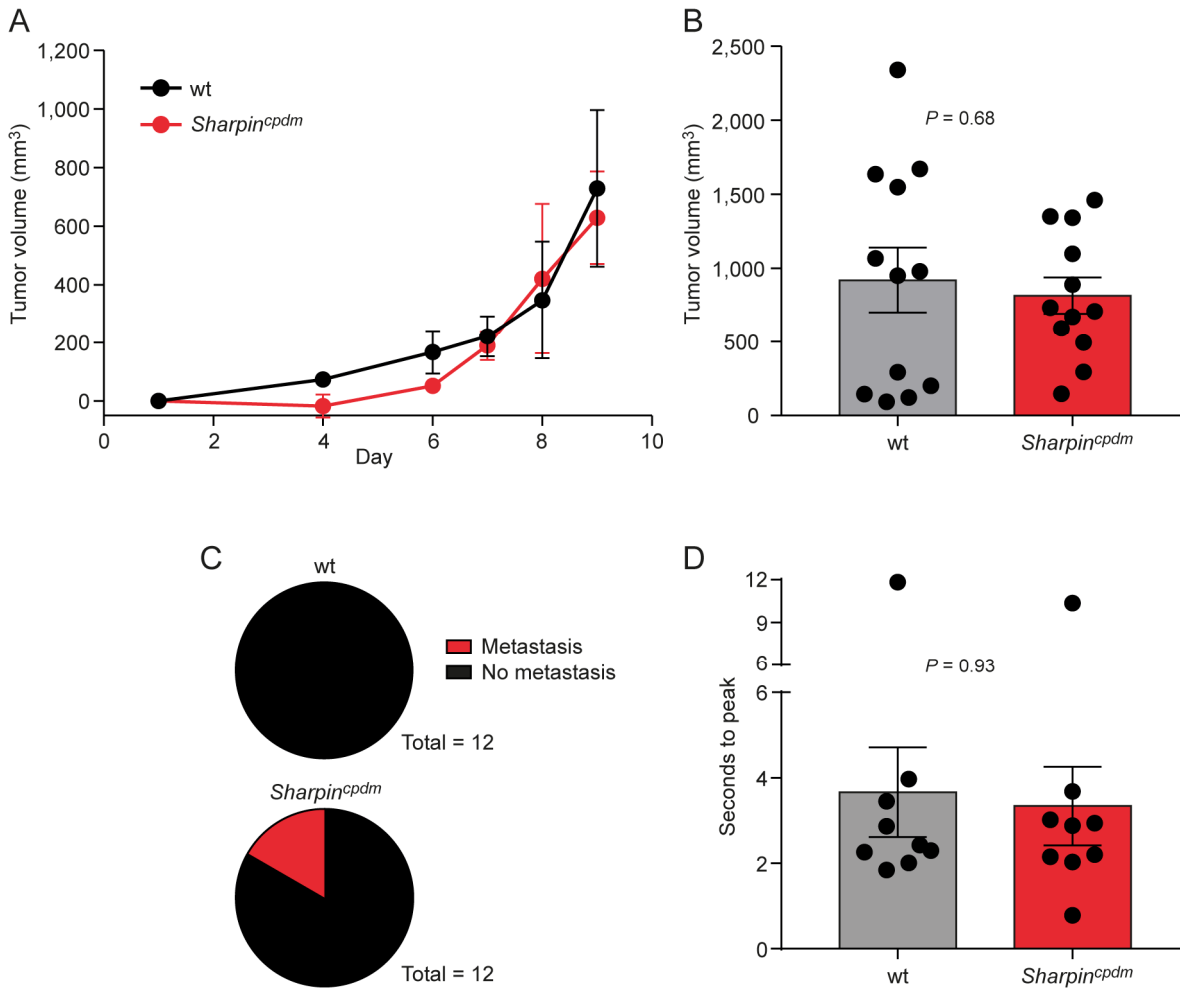 A
1,200
1,000
800
600
400
200
0
Tumor volume (mm³)
wt
Sharpincpdm
0 2 4 6 8 10
Day
B
2,500
2,000
1,500
1,000
500
0
Tumor volume (mm³)
P = 0.68
wt Sharpincpdm
C
wt
Metastasis
No metastasis
Total = 12
Sharpincpdm
Total = 12
D
12
9
6
6
4
2
0
Seconds to peak
P = 0.93
wt Sharpincpdm